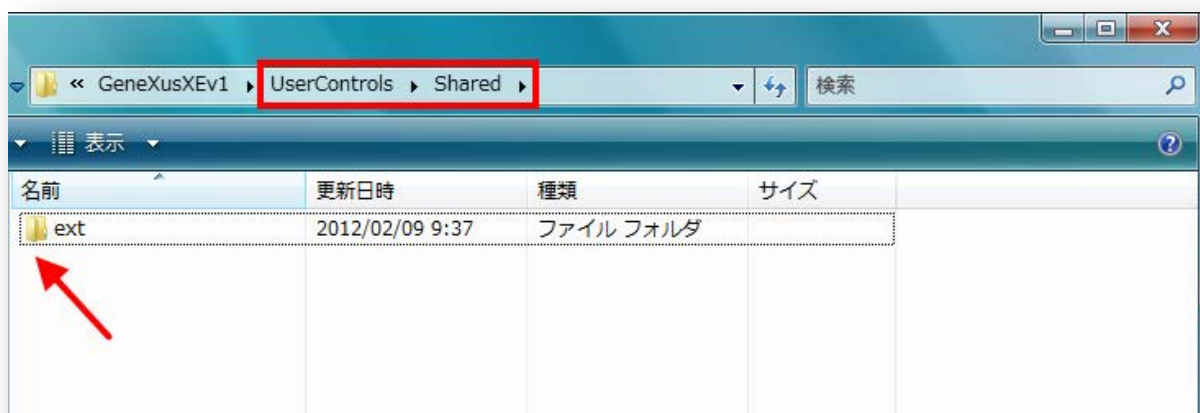 « GeneXusXEv1 UserControls Shared 検索
表示
名前 更新日時 種類 サイズ
ext 2012/02/09 9:37 ファイル フォルダ